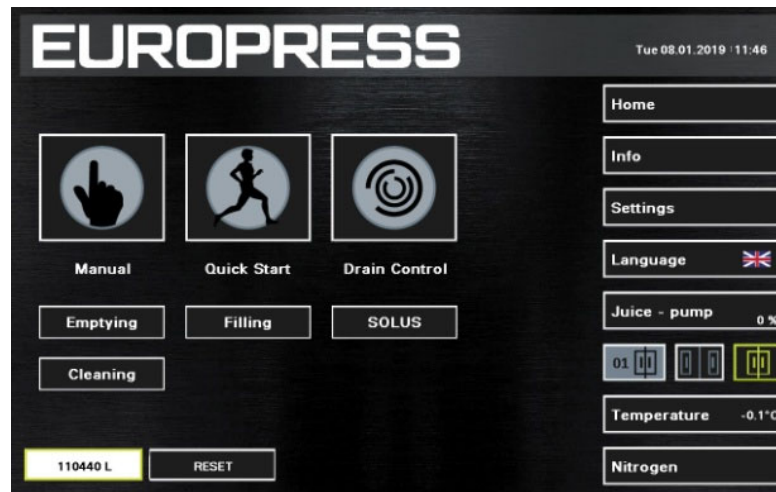 EUROPRESS
Tue 08.01.2019 11:46
Manual
Quick Start
Drain Control
Emptying
Filling
SOLUS
Cleaning
110440 L
RESET
Home
Info
Settings
Language
Juice - pump
0 %
01
Temperature
-0.1°C
Nitrogen